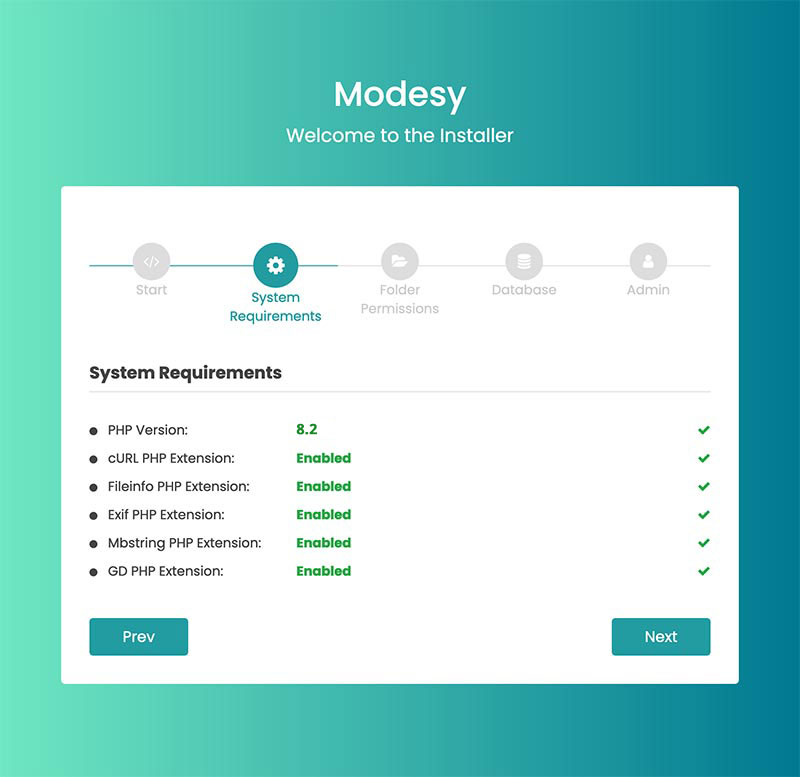 Modesy
Welcome to the Installer
Start
System
Requirements
Folder
Permissions
Database
Admin
System Requirements
PHP Version: 8.2
cURL PHP Extension: Enabled
Fileinfo PHP Extension: Enabled
Exif PHP Extension: Enabled
Mbstring PHP Extension: Enabled
GD PHP Extension: Enabled
Prev Next